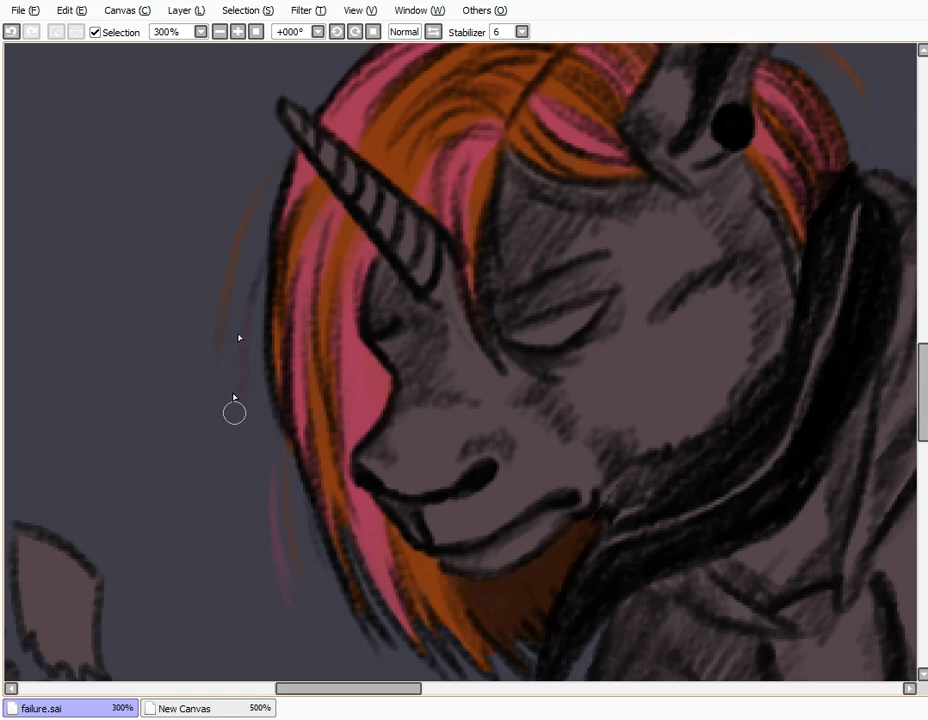 File (F) Edit (E) Canvas (C) Layer (L) Selection (S) Filter (T) View (V) Window (W) Others (O)
Selection 300% +000° Normal Stabilizer 6
failure.sai 300% New Canvas 500%